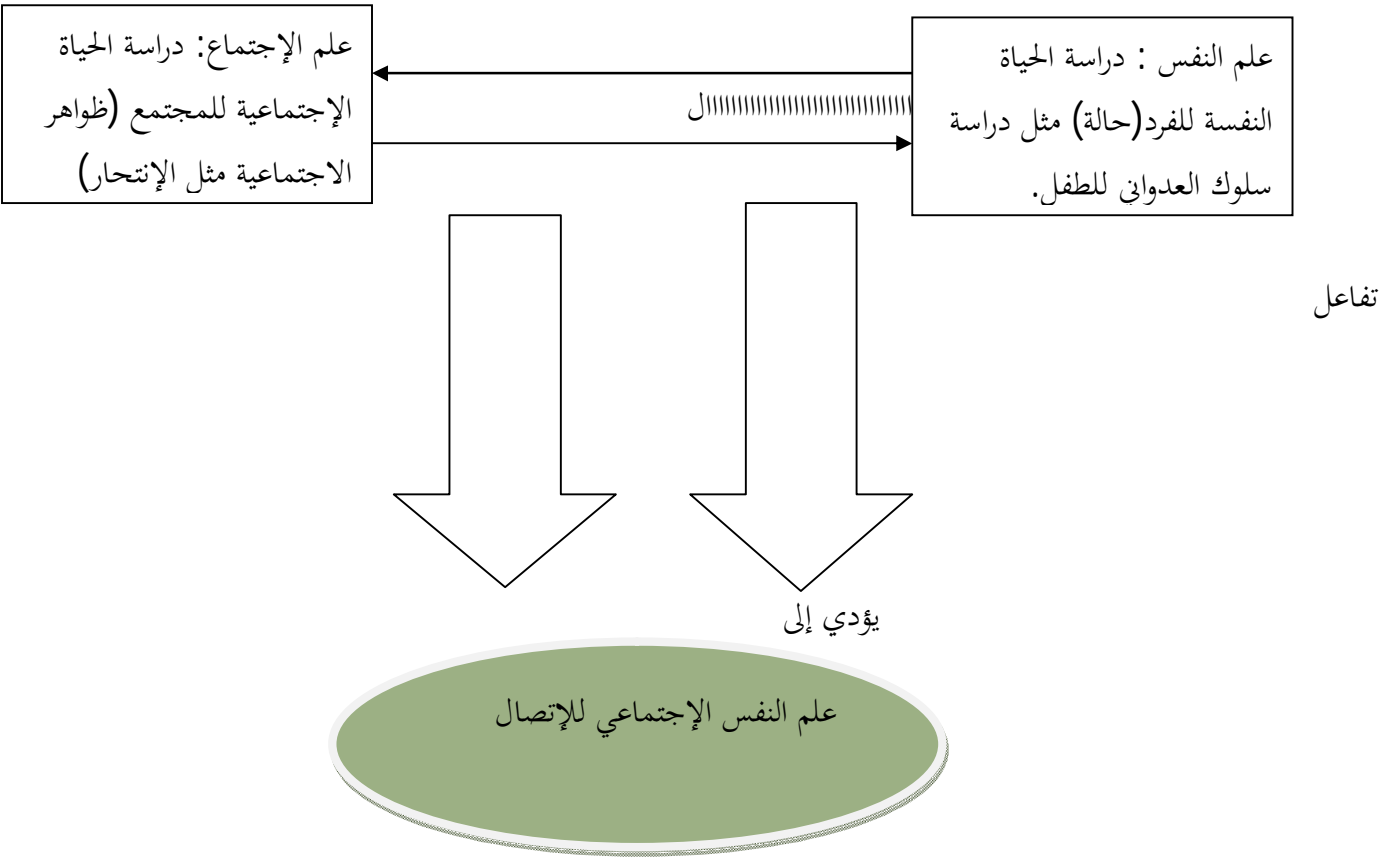 علم النفس : دراسة الحياة
النفسة للفرد(حالة) مثل دراسة
سلوك العدواني للطفل.
اااااااااااااااااااااااااااااااال
علم الإجتماع: دراسة الحياة
الإجتماعية للمجتمع (ظواهر
الاجتماعية مثل الإنتحار)
تفاعل
يؤدي إلى
علم النفس الإجتماعي للإتصال